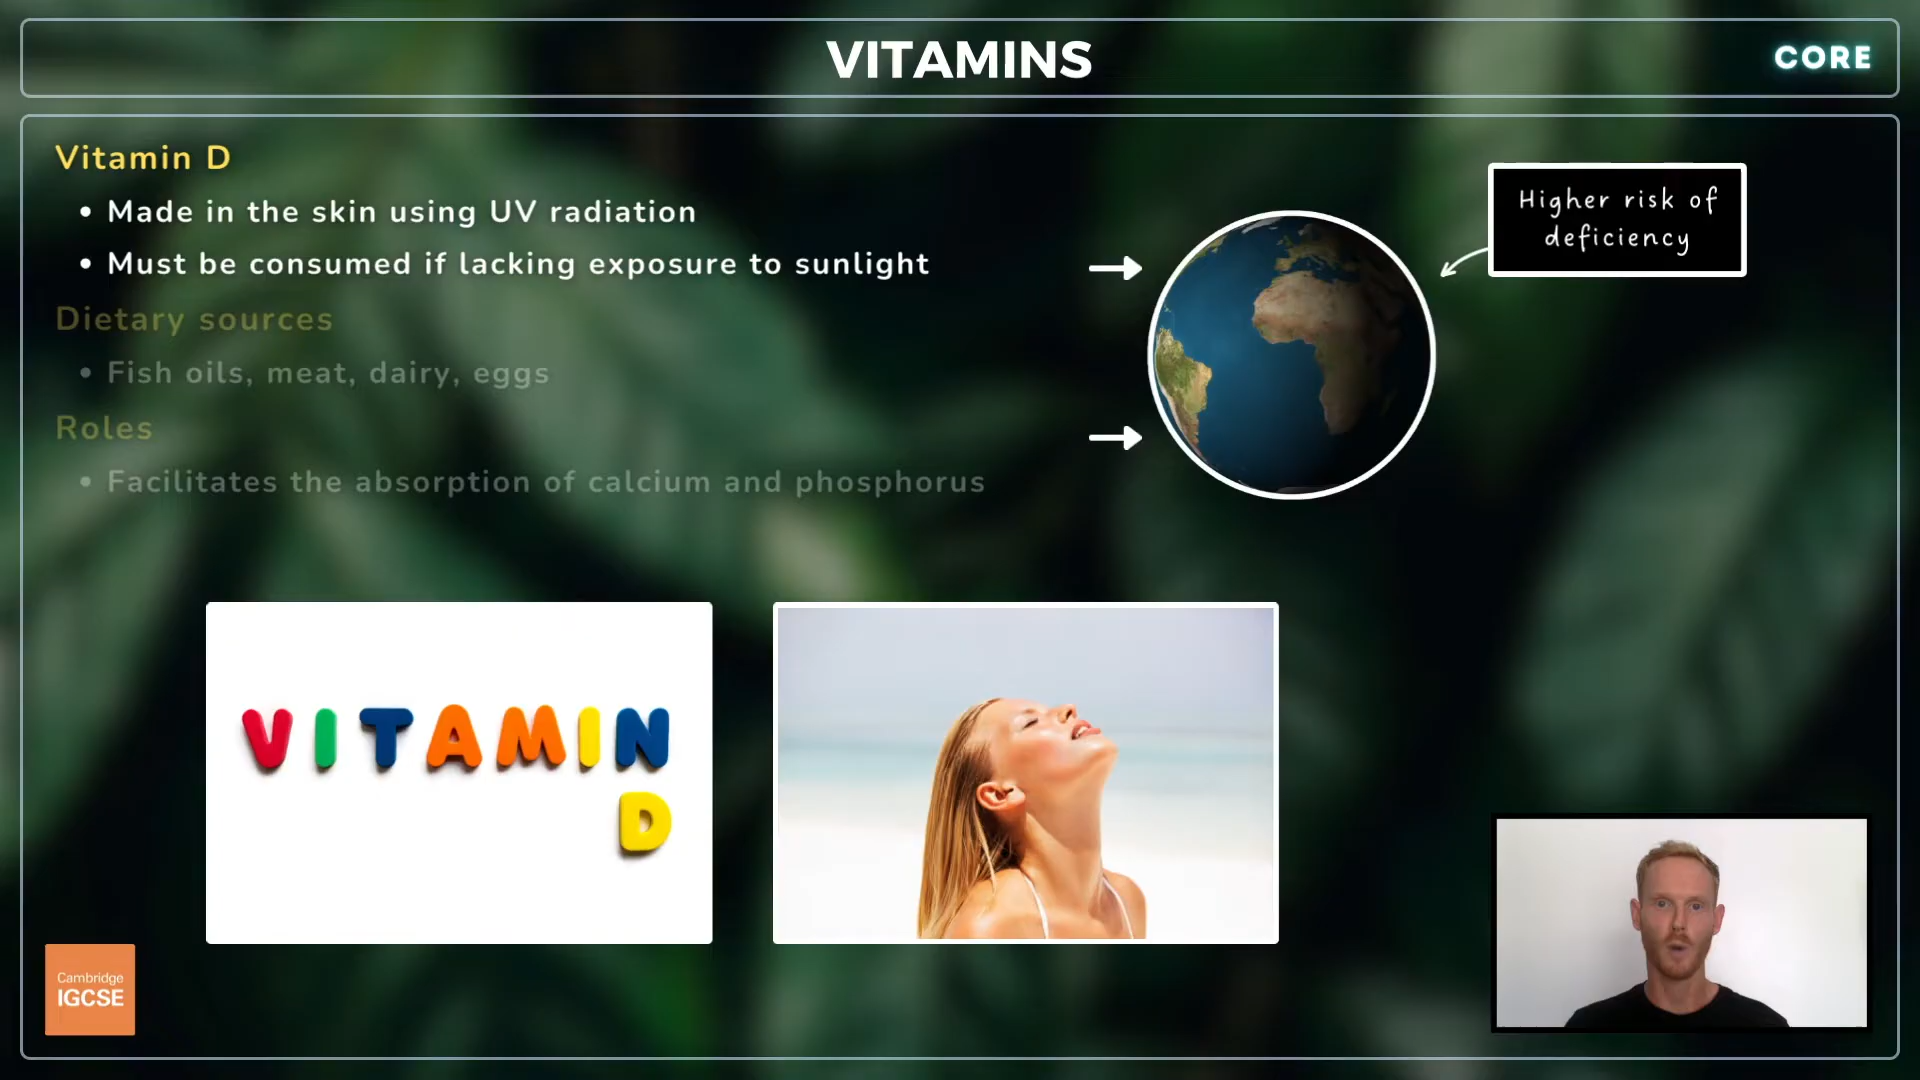 VITAMINS
CORE
Vitamin D
• Made in the skin using UV radiation
• Must be consumed if lacking exposure to sunlight
Dietary sources
• Fish oils, meat, dairy, eggs
Roles
• Facilitates the absorption of calcium and phosphorus
Higher risk of
deficiency
VITAMIN
D
Cambridge
IGCSE